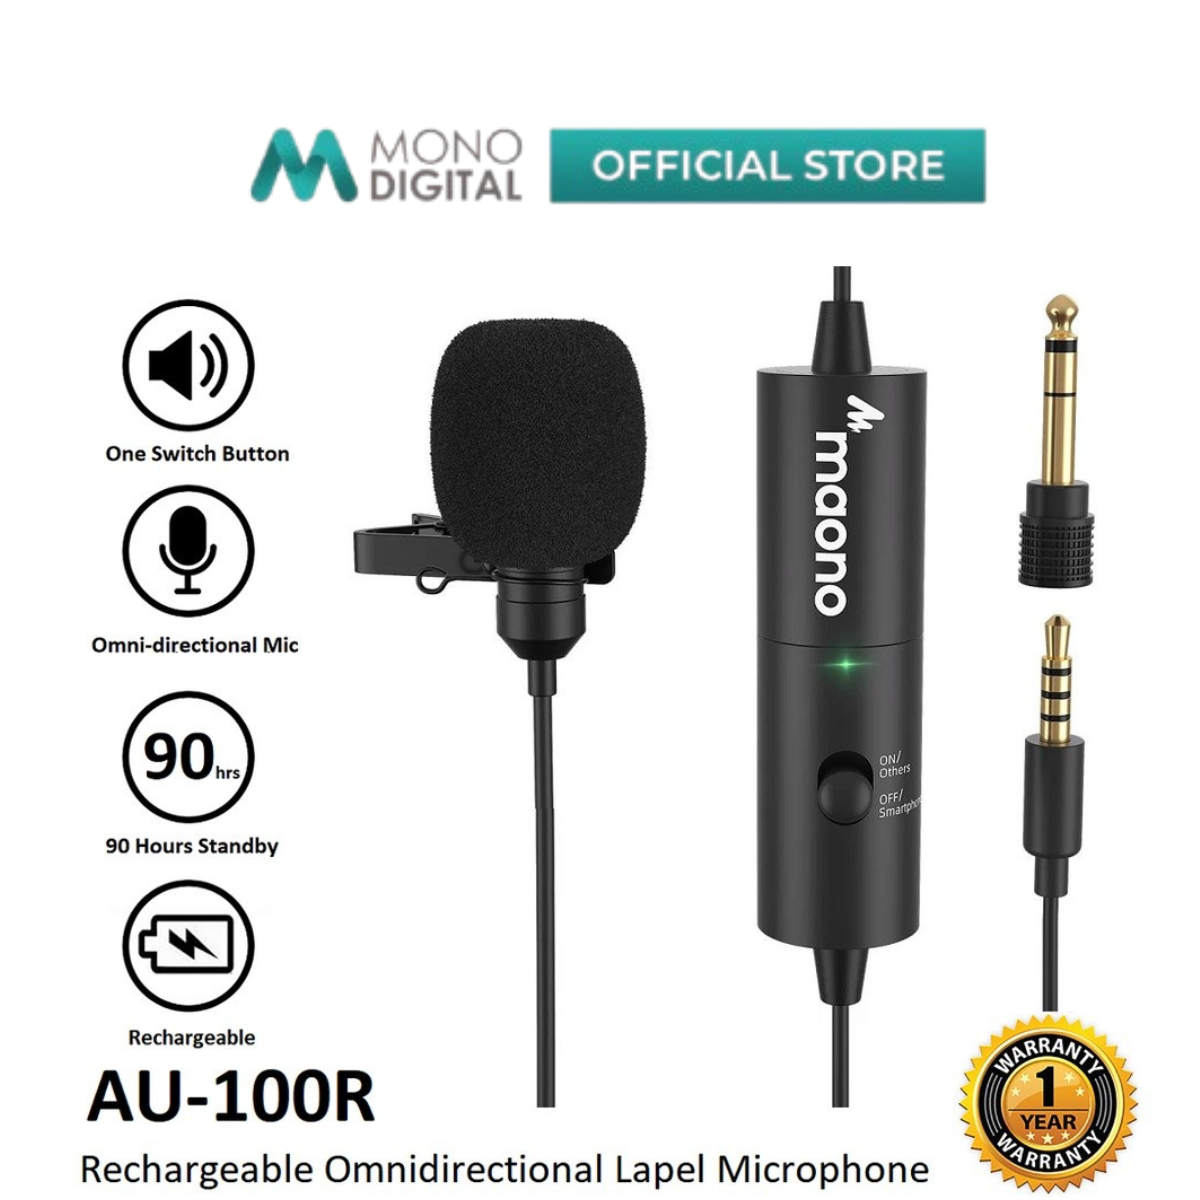 MONO
DIGITAL
OFFICIAL STORE
One Switch Button
Omni-directional Mic
90 hrs
90 Hours Standby
Rechargeable
maono
ON/
Others
OFF/
Smartphone
WARRANTY
1
YEAR
WARRANTY
AU-100R
Rechargeable Omnidirectional Lapel Microphone